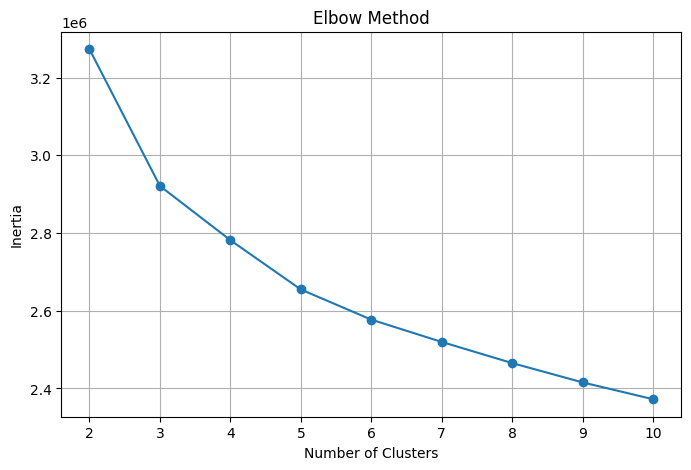 Elbow Method
1e6
3.2
3.0
2.8
2.6
2.4
Inertia
2 3 4 5 6 7 8 9 10
Number of Clusters